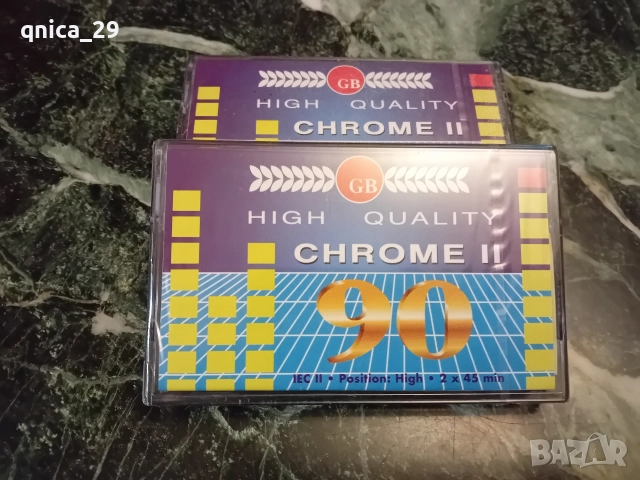 qnica_29
GB
HIGH QUALITY
CHROME II
GB
HIGH QUALITY
CHROME II
90
IEC II • Position: High • 2 x 45 min
BAZAR